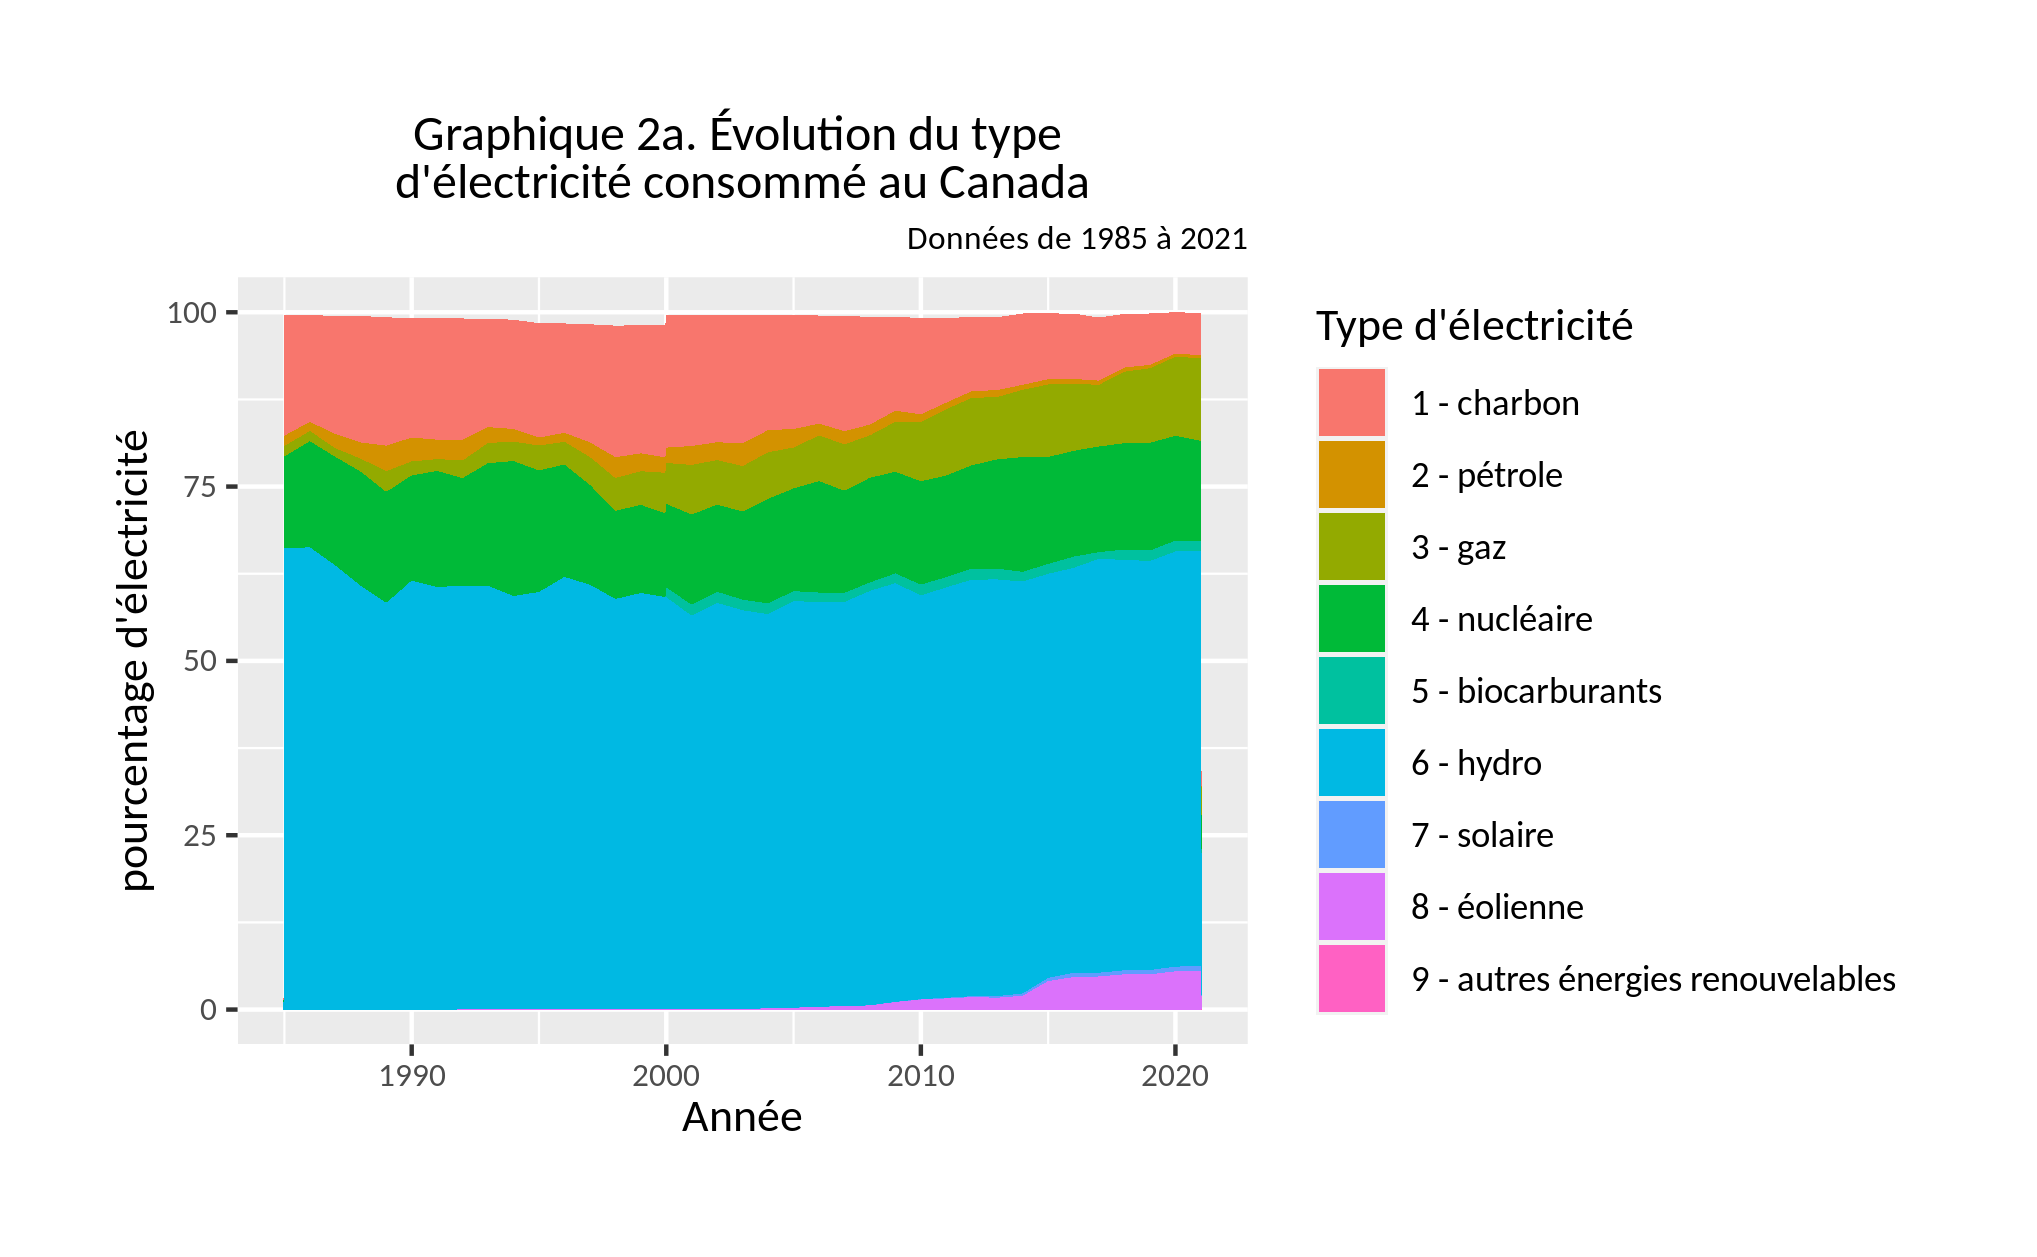 Graphique 2a. Évolution du type
d'électricité consommé au Canada
Données de 1985 à 2021
pourcentage d'électricité
100
75
50
25
0
1990
2000
2010
2020
Année
Type d'électricité
1 - charbon
2 - pétrole
3 - gaz
4 - nucléaire
5 - biocarburants
6 - hydro
7 - solaire
8 - éolienne
9 - autres énergies renouvelables